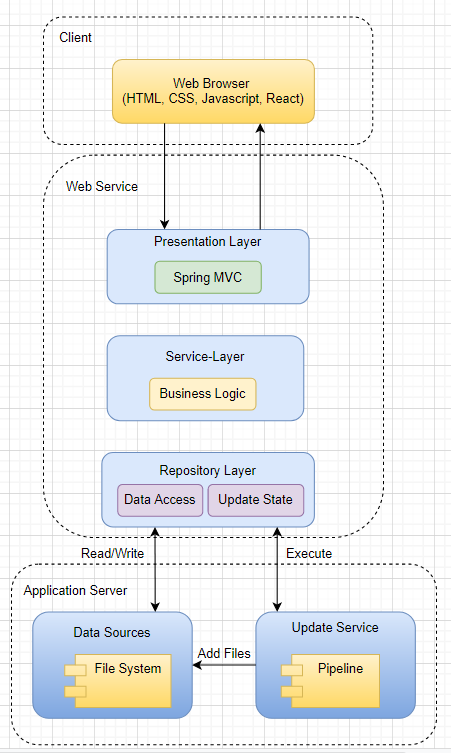 Client
Web Browser
(HTML, CSS, Javascript, React)
Web Service
Presentation Layer
Spring MVC
Service-Layer
Business Logic
Repository Layer
Data Access
Update State
Read/Write
Execute
Application Server
Data Sources
File System
Add Files
Update Service
Pipeline